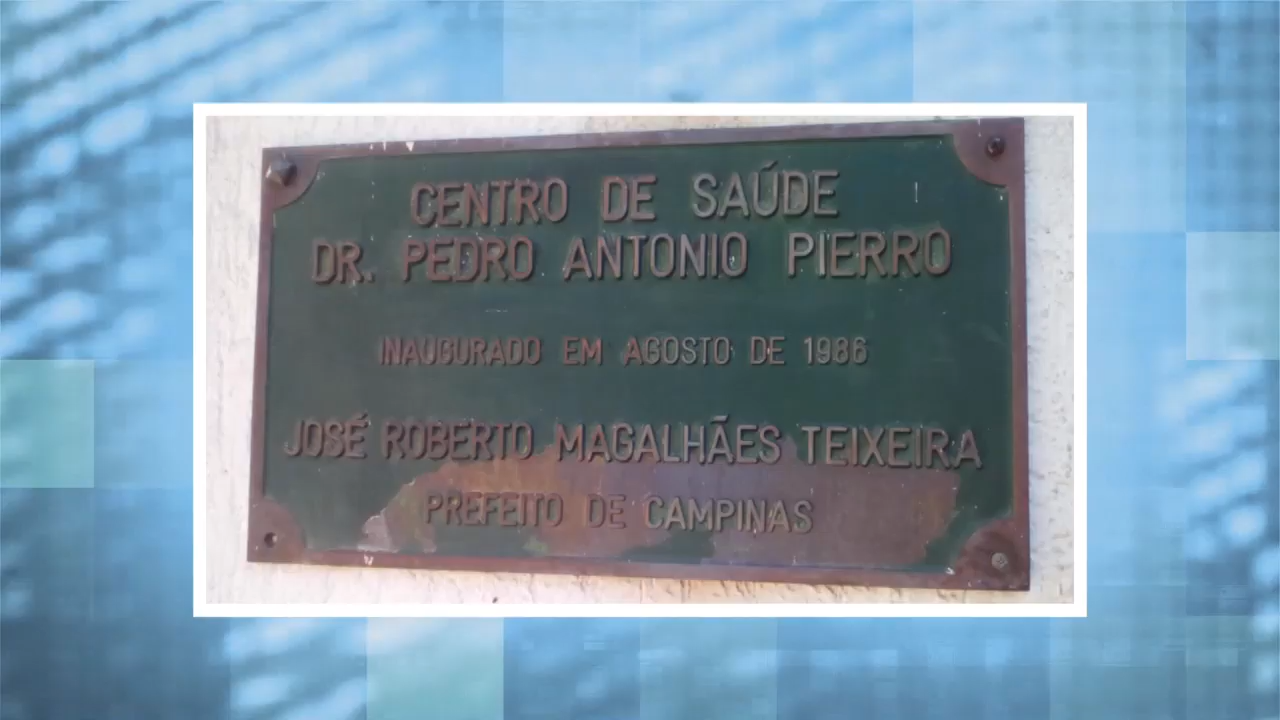 CENTRO DE SAÚDE
DR. PEDRO ANTONIO PIERRO
INAUGURADO EM AGOSTO DE 1986
JOSÉ ROBERTO MAGALHÃES TEIXEIRA
PREFEITO DE CAMPINAS